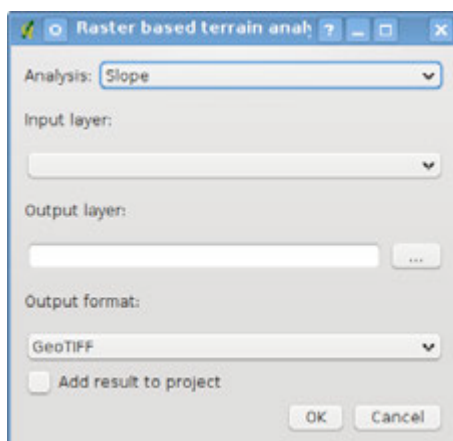 Raster based terrain anal
?
Analysis: Slope
Input layer:
Output layer:
...
Output format:
GeoTIFF
Add result to project
OK Cancel